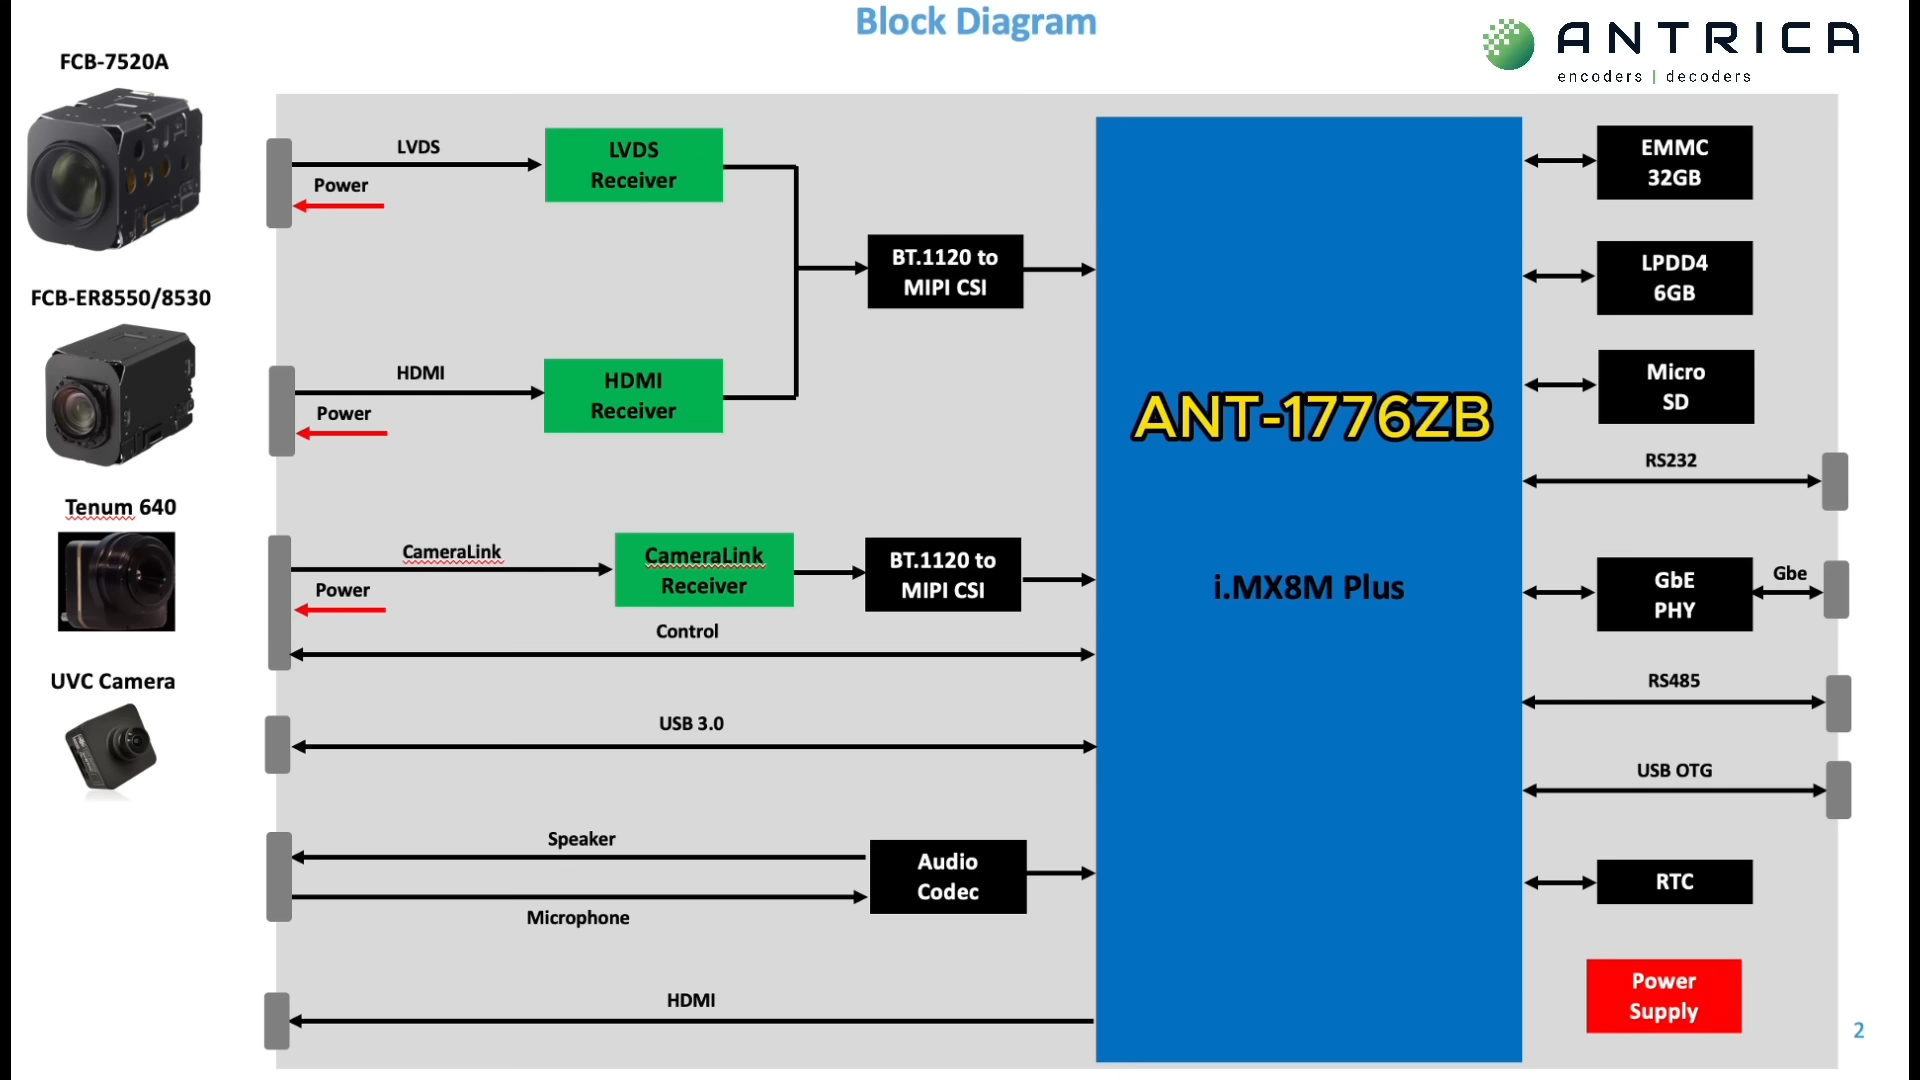 Block Diagram
ANTRICA
encoders | decoders
FCB-7520A
LVDS
Power
LVDS
Receiver
BT.1120 to
MIPI CSI
FCB-ER8550/8530
HDMI
Power
HDMI
Receiver
Tenum 640
CameraLink
Power
CameraLink
Receiver
BT.1120 to
MIPI CSI
Control
UVC Camera
USB 3.0
Speaker
Microphone
Audio
Codec
HDMI
ANT-1776ZB
i.MX8M Plus
EMMC
32GB
LPDD4
6GB
Micro
SD
RS232
GbE
PHY
Gbe
RS485
USB OTG
RTC
Power
Supply
2